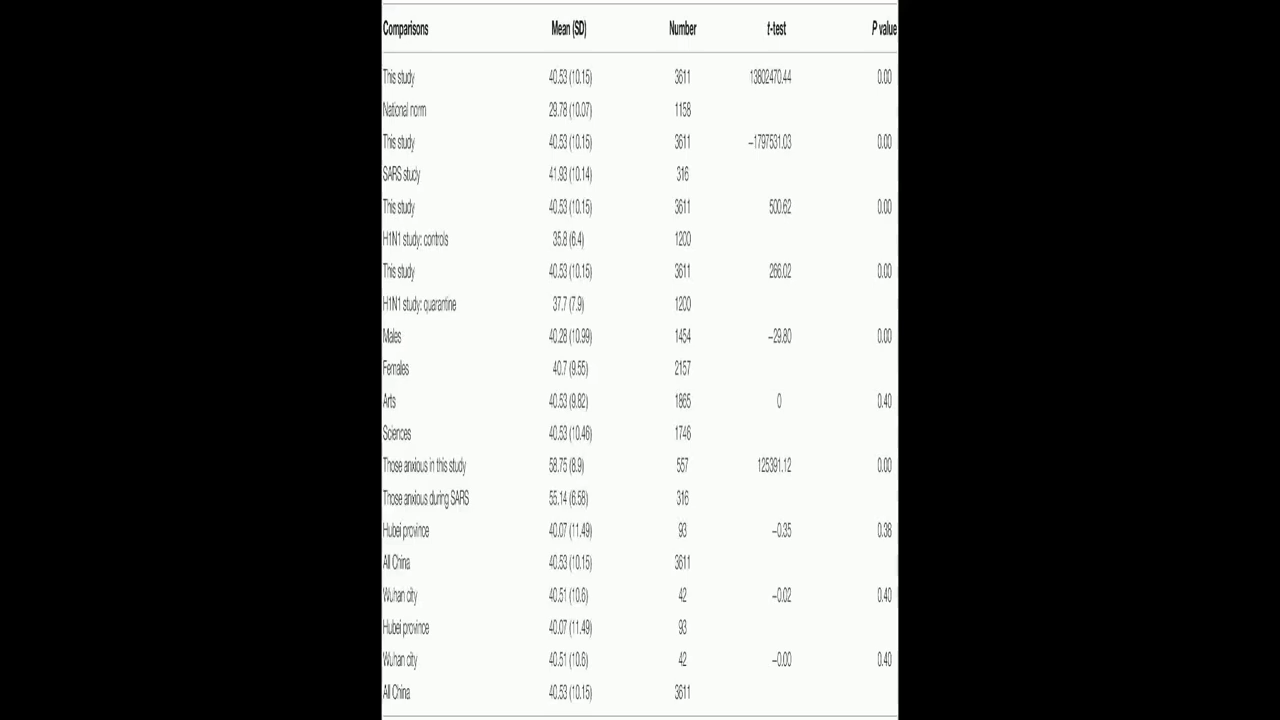 Comparisons Mean (SD) Number t-test P value
This study 40.53 (10.15) 3611 13802470.44 0.00
National norm 29.78 (10.07) 1158
This study 40.53 (10.15) 3611 −1797531.03 0.00
SARS study 41.93 (10.14) 316
This study 40.53 (10.15) 3611 500.62 0.00
H1N1 study: controls 35.8 (6.4) 1200
This study 40.53 (10.15) 3611 266.02 0.00
H1N1 study: quarantine 37.7 (7.9) 1200
Males 40.28 (10.99) 1454 −29.80 0.00
Females 40.7 (9.55) 2157
Arts 40.53 (9.82) 1865 0 0.40
Sciences 40.53 (10.46) 1746
Those anxious in this study 58.75 (8.9) 557 125391.12 0.00
Those anxious during SARS 55.14 (6.58) 316
Hubei province 40.07 (11.49) 93 −0.35 0.38
All China 40.53 (10.15) 3611
Wuhan city 40.51 (10.6) 42 −0.02 0.40
Hubei province 40.07 (11.49) 93
Wuhan city 40.51 (10.6) 42 −0.00 0.40
All China 40.53 (10.15) 3611